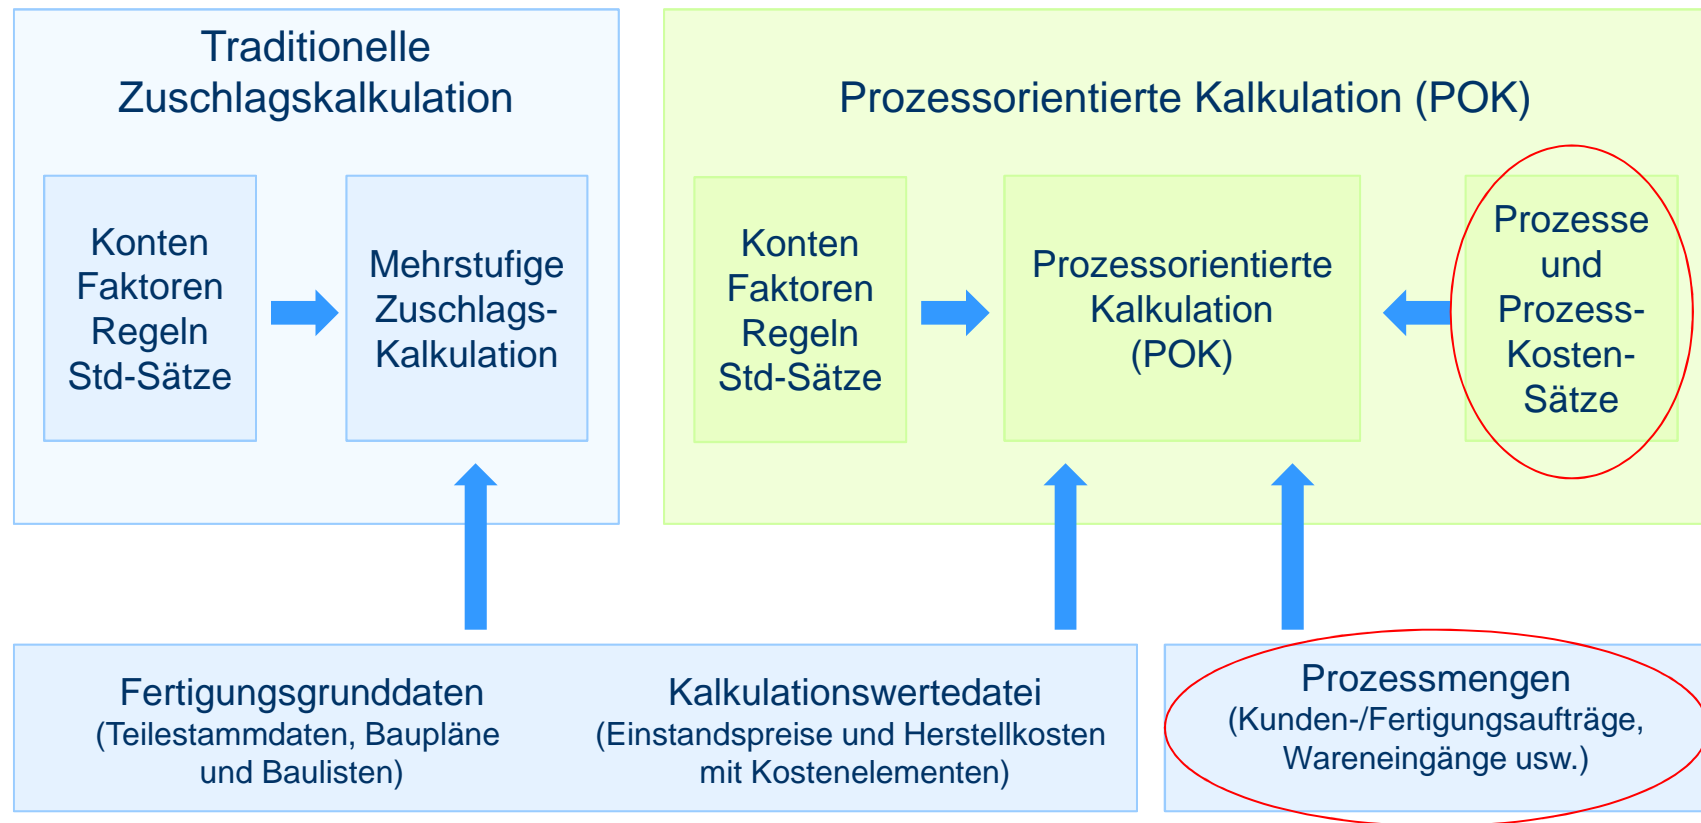 Traditionelle
Zuschlagskalkulation
Konten
Faktoren
Regeln
Std-Sätze
Mehrstufige
Zuschlags-
Kalkulation
Prozessorientierte Kalkulation (POK)
Konten
Faktoren
Regeln
Std-Sätze
Prozessorientierte
Kalkulation
(POK)
Prozesse
und
Prozess-
Kosten-
Sätze
Fertigungsgrunddaten
(Teilestammdaten, Baupläne
und Baulisten)
Kalkulationswertedatei
(Einstandspreise und Herstellkosten
mit Kostenelementen)
Prozessmengen
(Kunden-/Fertigungsaufträge,
Wareneingänge usw.)